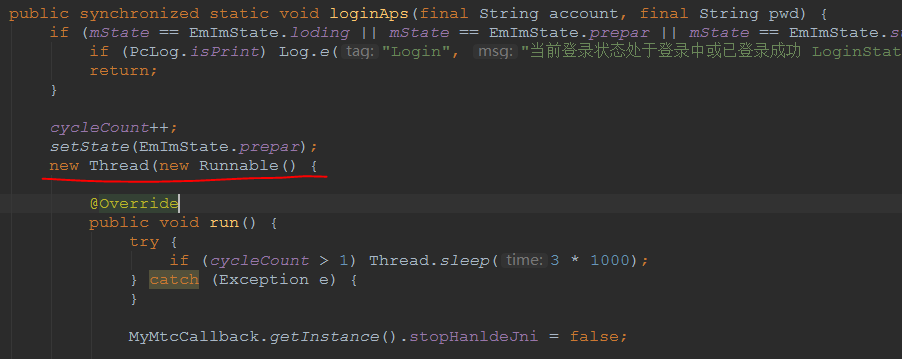 public synchronized static void loginAps(final String account, final String pwd) {
if (mState == EmImState.loding || mState == EmImState.prepar || mState == EmImState.s
if (PcLog.isPrint) Log.e(tag: "Login", msg: "当前登录状态处于登录中或已登录成功 LoginStat
return;
}
cycleCount++;
setState(EmImState.prepar);
new Thread(new Runnable() {
@Override
public void run() {
try {
if (cycleCount > 1) Thread.sleep(time: 3 * 1000);
} catch (Exception e) {
}
MyMtcCallback.getInstance().stopHanldeJni = false;